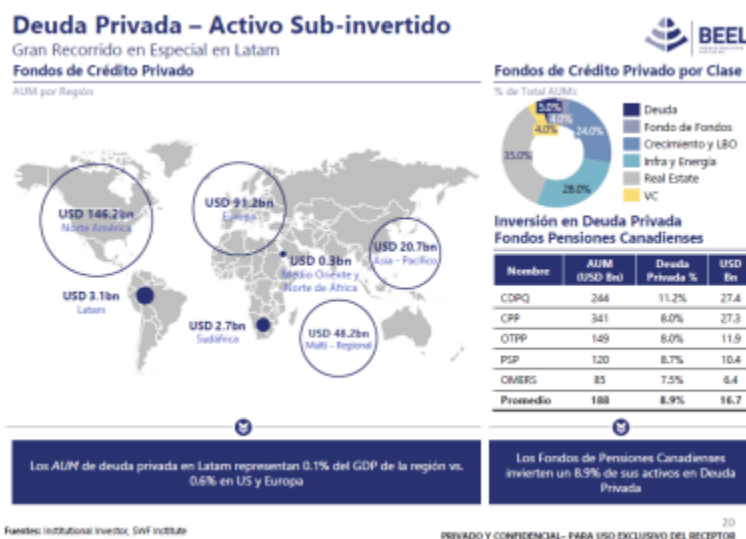 Deuda Privada – Activo Sub-invertido
Gran Recorrido en Especial en Latam
BEEL
Fondos de Crédito Privado
AUM por Región
USD 146.2bn
Norte América
USD 91.2bn
Europa
USD 0.3bn
Medio Oriente y
Norte de África
USD 20.7bn
Asia - Pacífico
USD 3.1bn
Latam
USD 2.7bn
Sudáfrica
USD 48.2bn
Multi - Regional
Fondos de Crédito Privado por Clase
% de Total AUMs
5.0%
4.0%
4.0%
24.0%
35.0%
28.0%
Deuda
Fondo de Fondos
Crecimiento y LBO
Infra y Energía
Real Estate
VC
Inversión en Deuda Privada
Fondos Pensiones Canadienses
Nombre AUM (USD Bn) Deuda Privada % USD Bn
CDPQ 244 11.2% 27.4
CPP 341 8.0% 27.3
OTPP 149 8.0% 11.9
PSP 120 8.7% 10.4
OMERS 85 7.5% 6.4
Promedio 188 8.9% 16.7
Los AUM de deuda privada en Latam representan 0.1% del GDP de la región vs.
0.6% en US y Europa
Los Fondos de Pensiones Canadienses
invierten un 8.9% de sus activos en Deuda
Privada
Fuentes: Institutional Investor, SWF Institute
20
PRIVADO Y CONFIDENCIAL– PARA USO EXCLUSIVO DEL RECEPTOR